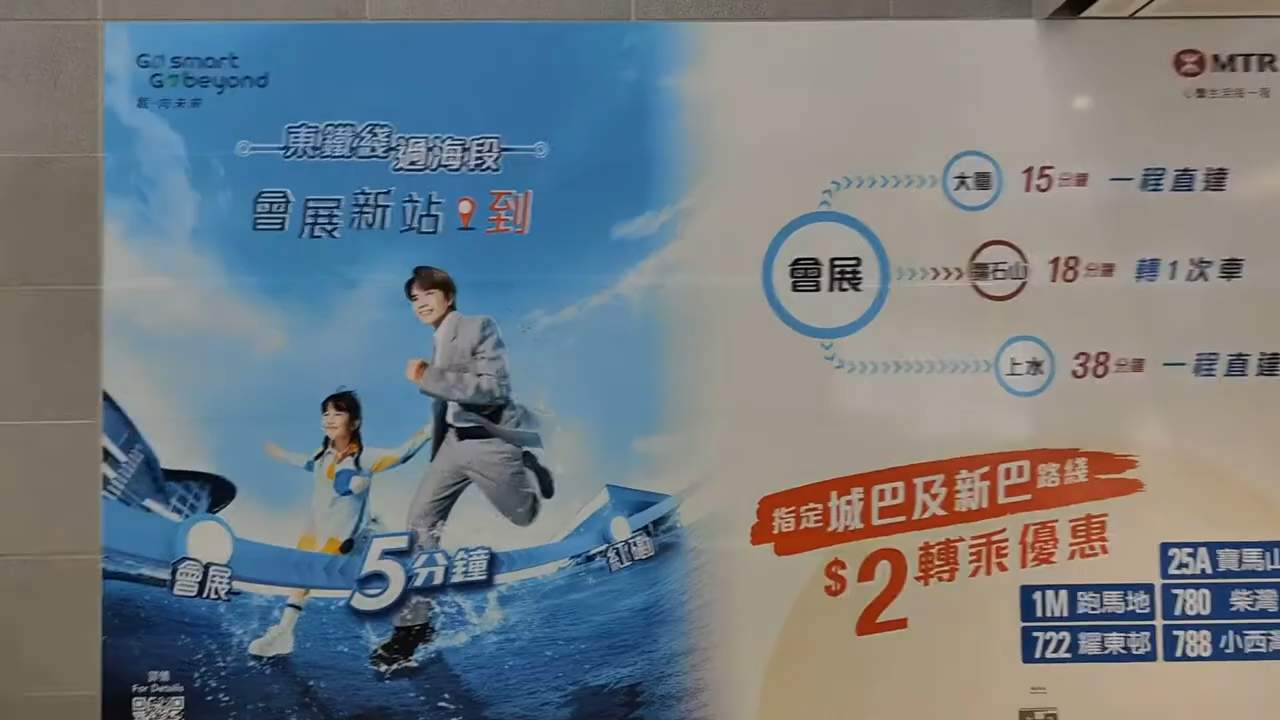 Go smart
Go beyond
東鐵綫過海段
會展新站到
會展
5分鐘
紅磡
詳情
For Details
MTR
大圍 15分鐘 一程直達
會展
鑽石山 18分鐘 轉1次車
上水 38分鐘 一程直達
指定城巴及新巴路綫
$2轉乘優惠
25A 寶馬山
1M 跑馬地
780 柴灣
722 耀東邨
788 小西灣